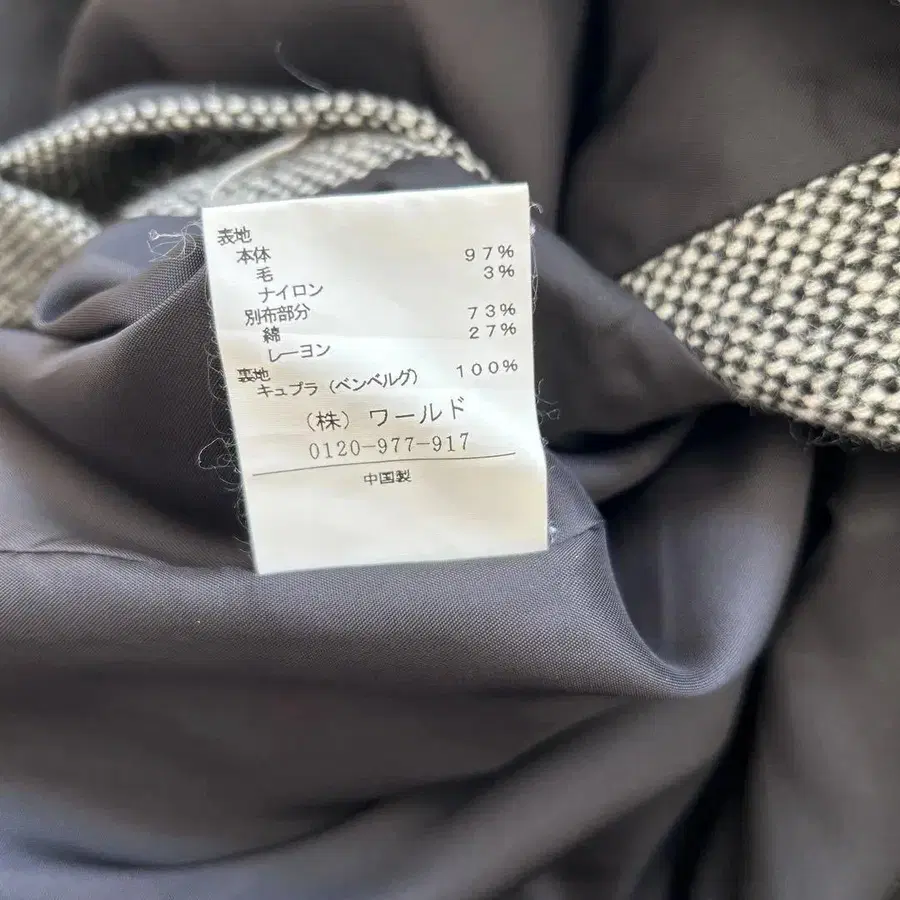 表地
本体
毛 97%
ナイロン 3%
別布部分
綿 73%
レーヨン 27%
裏地
キュプラ(ベンベルグ) 100%
(株)ワールド
0120-977-917
中国製